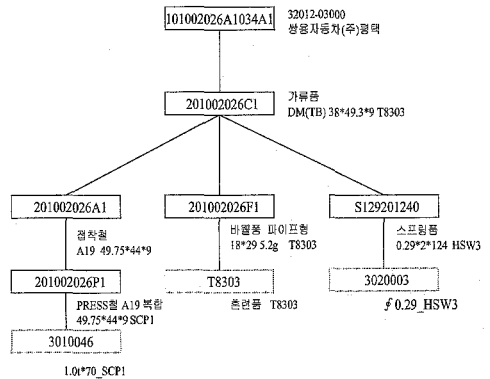 101002026A1034A1
32012-03000
쌍용자동차(주)평택
201002026C1
가류품
DM(TB) 38*49.3*9 T8303
201002026A1
201002026F1
S129201240
접착철
A19 49.75*44*9
바렐품 파이프형
18*29 5.2g T8303
스프링품
0.29*2*124 HSW3
201002026P1
T8303
3020003
PRESS철 A19 복합
49.75*44*9 SCP1
혼련품 T8303
∮0.29_HSW3
3010046
1.0t*70_SCP1